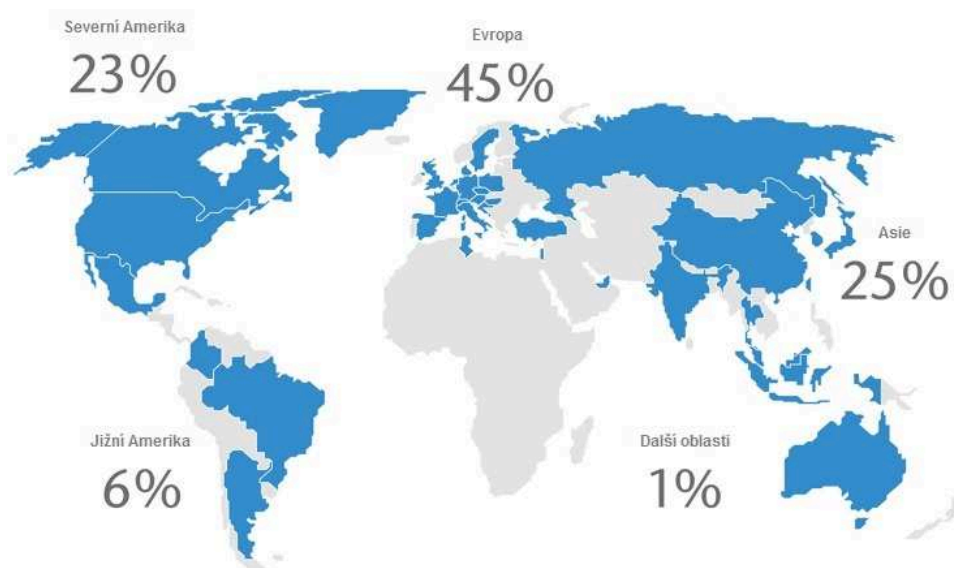 Severní Amerika
23%
Evropa
45%
Asie
25%
Jižní Amerika
6%
Další oblasti
1%